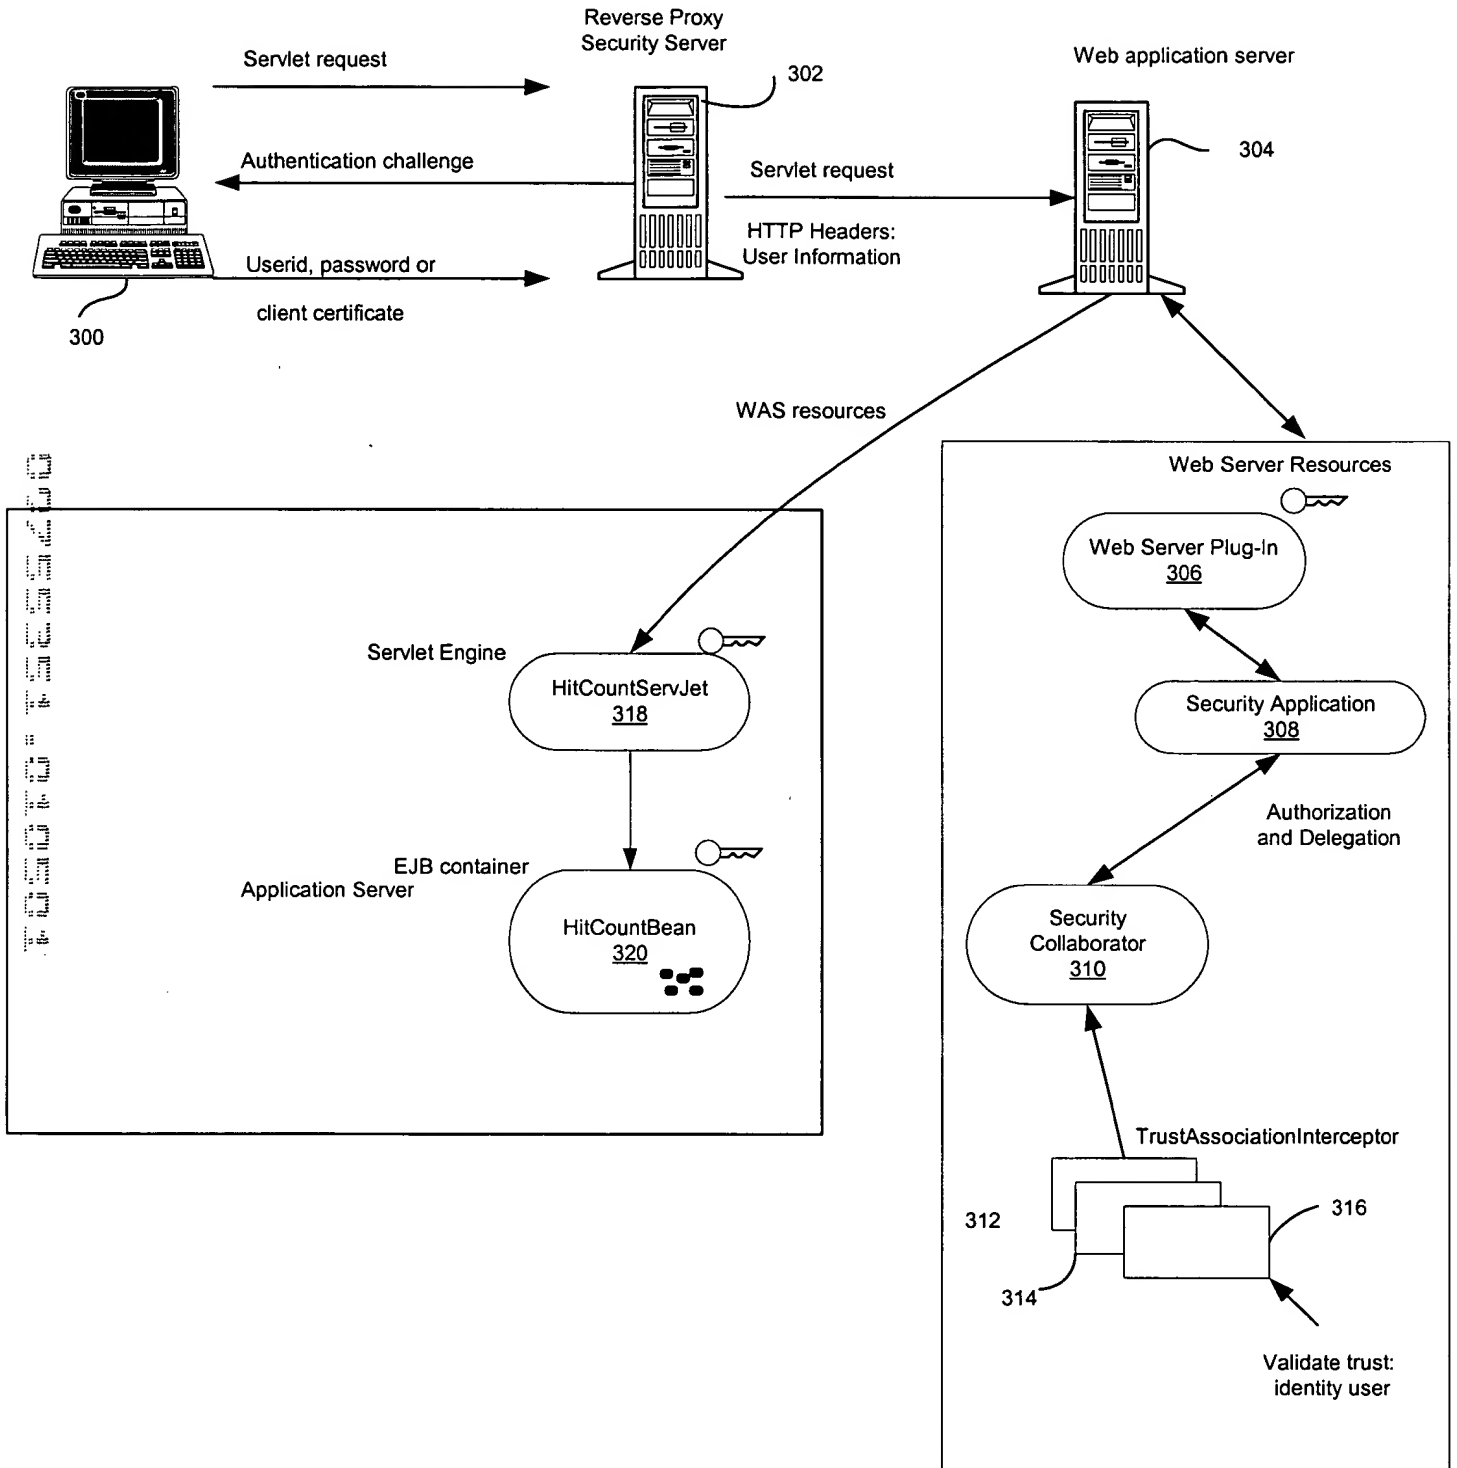 Reverse Proxy
Security Server
Servlet request
302
Web application server
304
Authentication challenge
Servlet request
HTTP Headers:
User Information
Userid, password or
client certificate
300
WAS resources
Web Server Resources
Web Server Plug-In
306
Servlet Engine
HitCountServJet
318
Security Application
308
Authorization
and Delegation
EJB container
Application Server
HitCountBean
320
Security
Collaborator
310
TrustAssociationInterceptor
312
316
314
Validate trust:
identity user